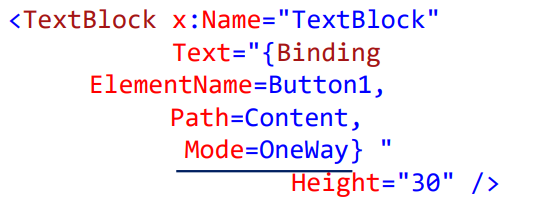 <TextBlock x:Name="TextBlock"
Text="{Binding
ElementName=Button1,
Path=Content,
Mode=OneWay} "
Height="30" />